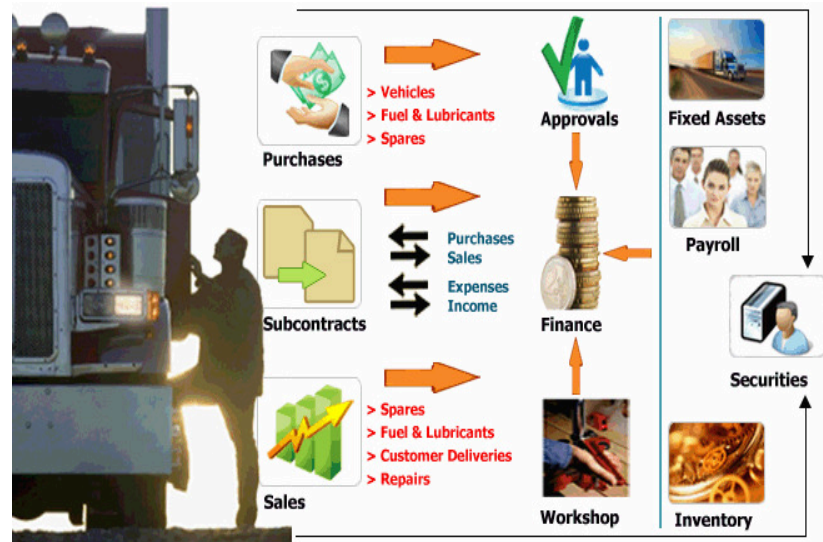 > Vehicles
> Fuel & Lubricants
> Spares
Purchases
Approvals
Fixed Assets
Purchases
Sales
Expenses
Income
Subcontracts
Finance
Payroll
Securities
> Spares
> Fuel & Lubricants
> Customer Deliveries
> Repairs
Sales
Workshop
Inventory